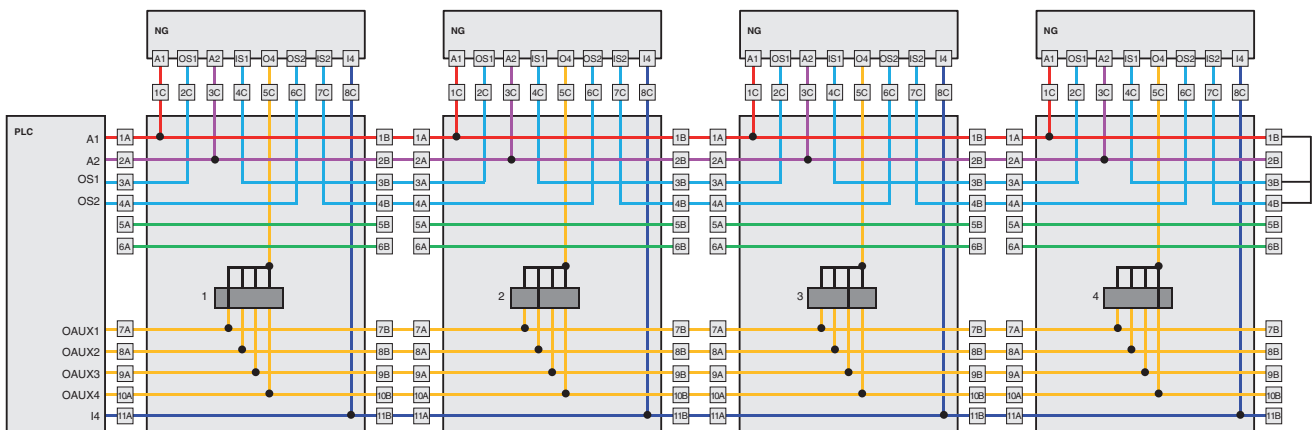 NG NG NG NG
A1 OS1 A2 IS1 O4 OS2 IS2 I4 A1 OS1 A2 IS1 O4 OS2 IS2 I4 A1 OS1 A2 IS1 O4 OS2 IS2 I4 A1 OS1 A2 IS1 O4 OS2 IS2 I4
1C 2C 3C 4C 5C 6C 7C 8C 1C 2C 3C 4C 5C 6C 7C 8C 1C 2C 3C 4C 5C 6C 7C 8C 1C 2C 3C 4C 5C 6C 7C 8C
PLC
A1 1A 1B 1A 1B 1A 1B 1A 1B
A2 2A 2B 2A 2B 2A 2B 2A 2B
OS1 3A 3B 3A 3B 3A 3B 3A 3B
OS2 4A 4B 4A 4B 4A 4B 4A 4B
5A 5B 5A 5B 5A 5B 5A 5B
6A 6B 6A 6B 6A 6B 6A 6B
1 2 3 4
OAUX1 7A 7B 7A 7B 7A 7B 7A 7B
OAUX2 8A 8B 8A 8B 8A 8B 8A 8B
OAUX3 9A 9B 9A 9B 9A 9B 9A 9B
OAUX4 10A 10B 10A 10B 10A 10B 10A 10B
I4 11A 11B 11A 11B 11A 11B 11A 11B